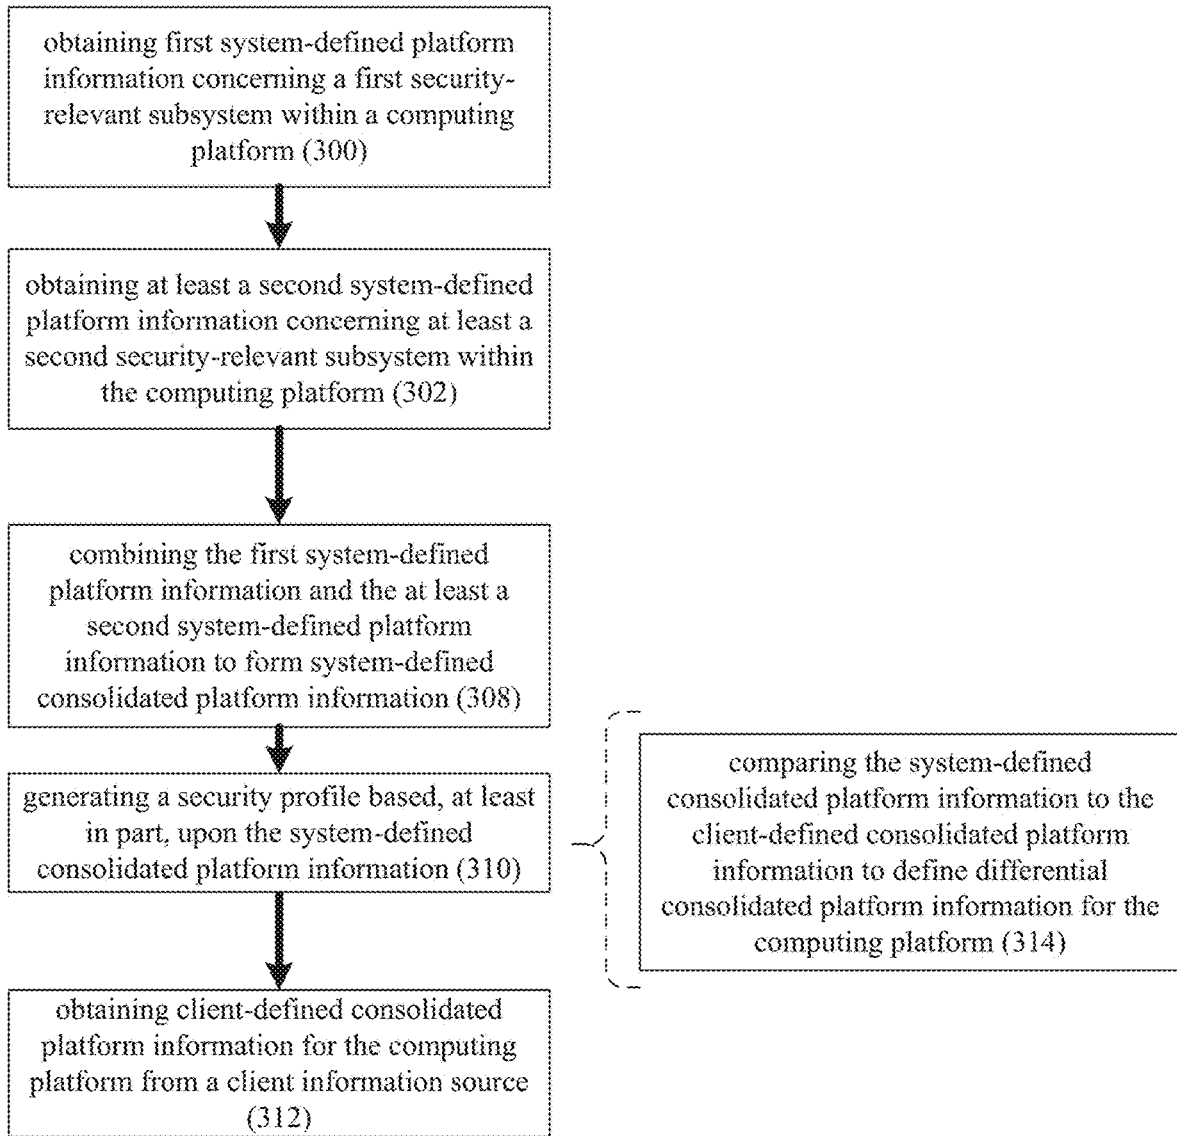 obtaining first system-defined platform
information concerning a first security-
relevant subsystem within a computing
platform (300)
obtaining at least a second system-defined
platform information concerning at least a
second security-relevant subsystem within
the computing platform (302)
combining the first system-defined
platform information and the at least a
second system-defined platform
information to form system-defined
consolidated platform information (308)
generating a security profile based, at least
in part, upon the system-defined
consolidated platform information (310)
comparing the system-defined
consolidated platform information to the
client-defined consolidated platform
information to define differential
consolidated platform information for the
computing platform (314)
obtaining client-defined consolidated
platform information for the computing
platform from a client information source
(312)